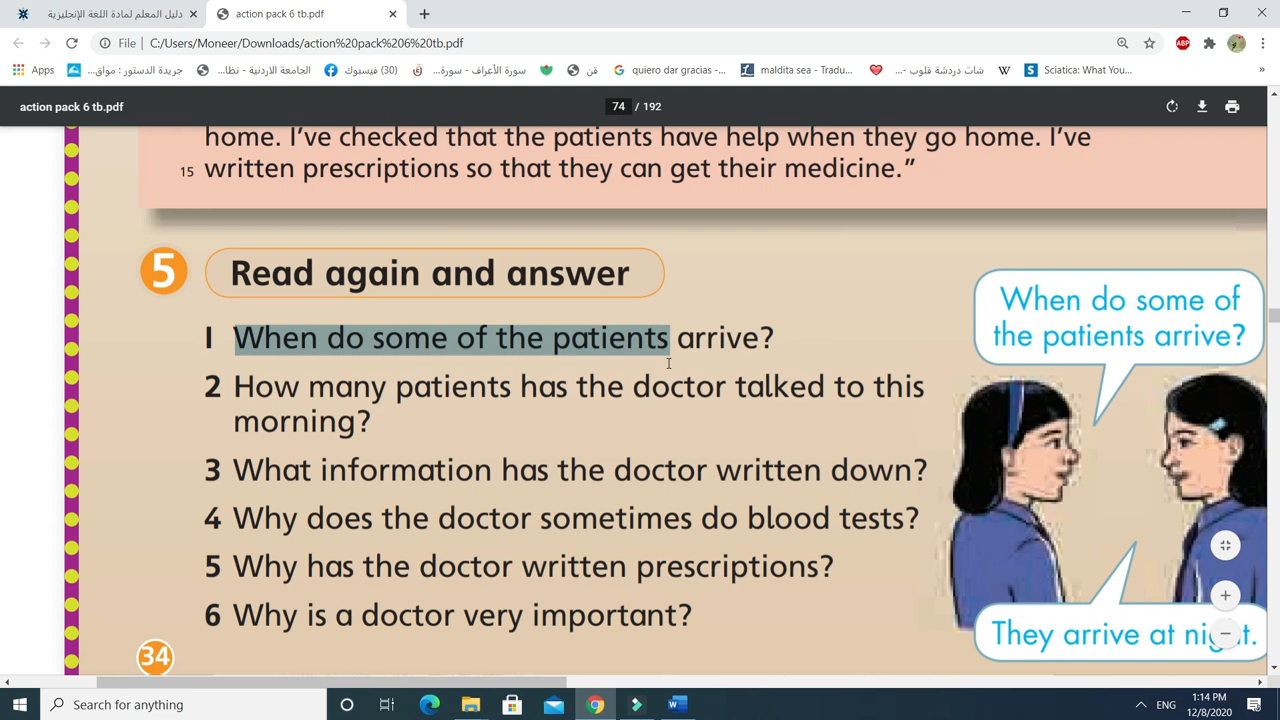 دليل المعلم لمادة اللغة الإنجليزية
action pack 6 tb.pdf
File
C:/Users/Moneer/Downloads/action%20pack%206%20tb.pdf
ABP
Apps
جريدة الدستور : مواق...
(30) فيسبوك
الجامعة الاردنية - نظا...
سورة الأعراف - سورة...
قن
quiero dar gracias -...
maldita sea - Tradu...
شات دردشة قلوب -...
Sciatica: What You...
»
action pack 6 tb.pdf
74 / 192
home. I've checked that the patients have help when they go home. I've
15 written prescriptions so that they can get their medicine.”
5 Read again and answer
1 When do some of the patients arrive?
2 How many patients has the doctor talked to this
morning?
3 What information has the doctor written down?
4 Why does the doctor sometimes do blood tests?
5 Why has the doctor written prescriptions?
6 Why is a doctor very important?
34
When do some of
the patients arrive?
They arrive at night.
Search for anything
ENG
1:14 PM
12/8/2020